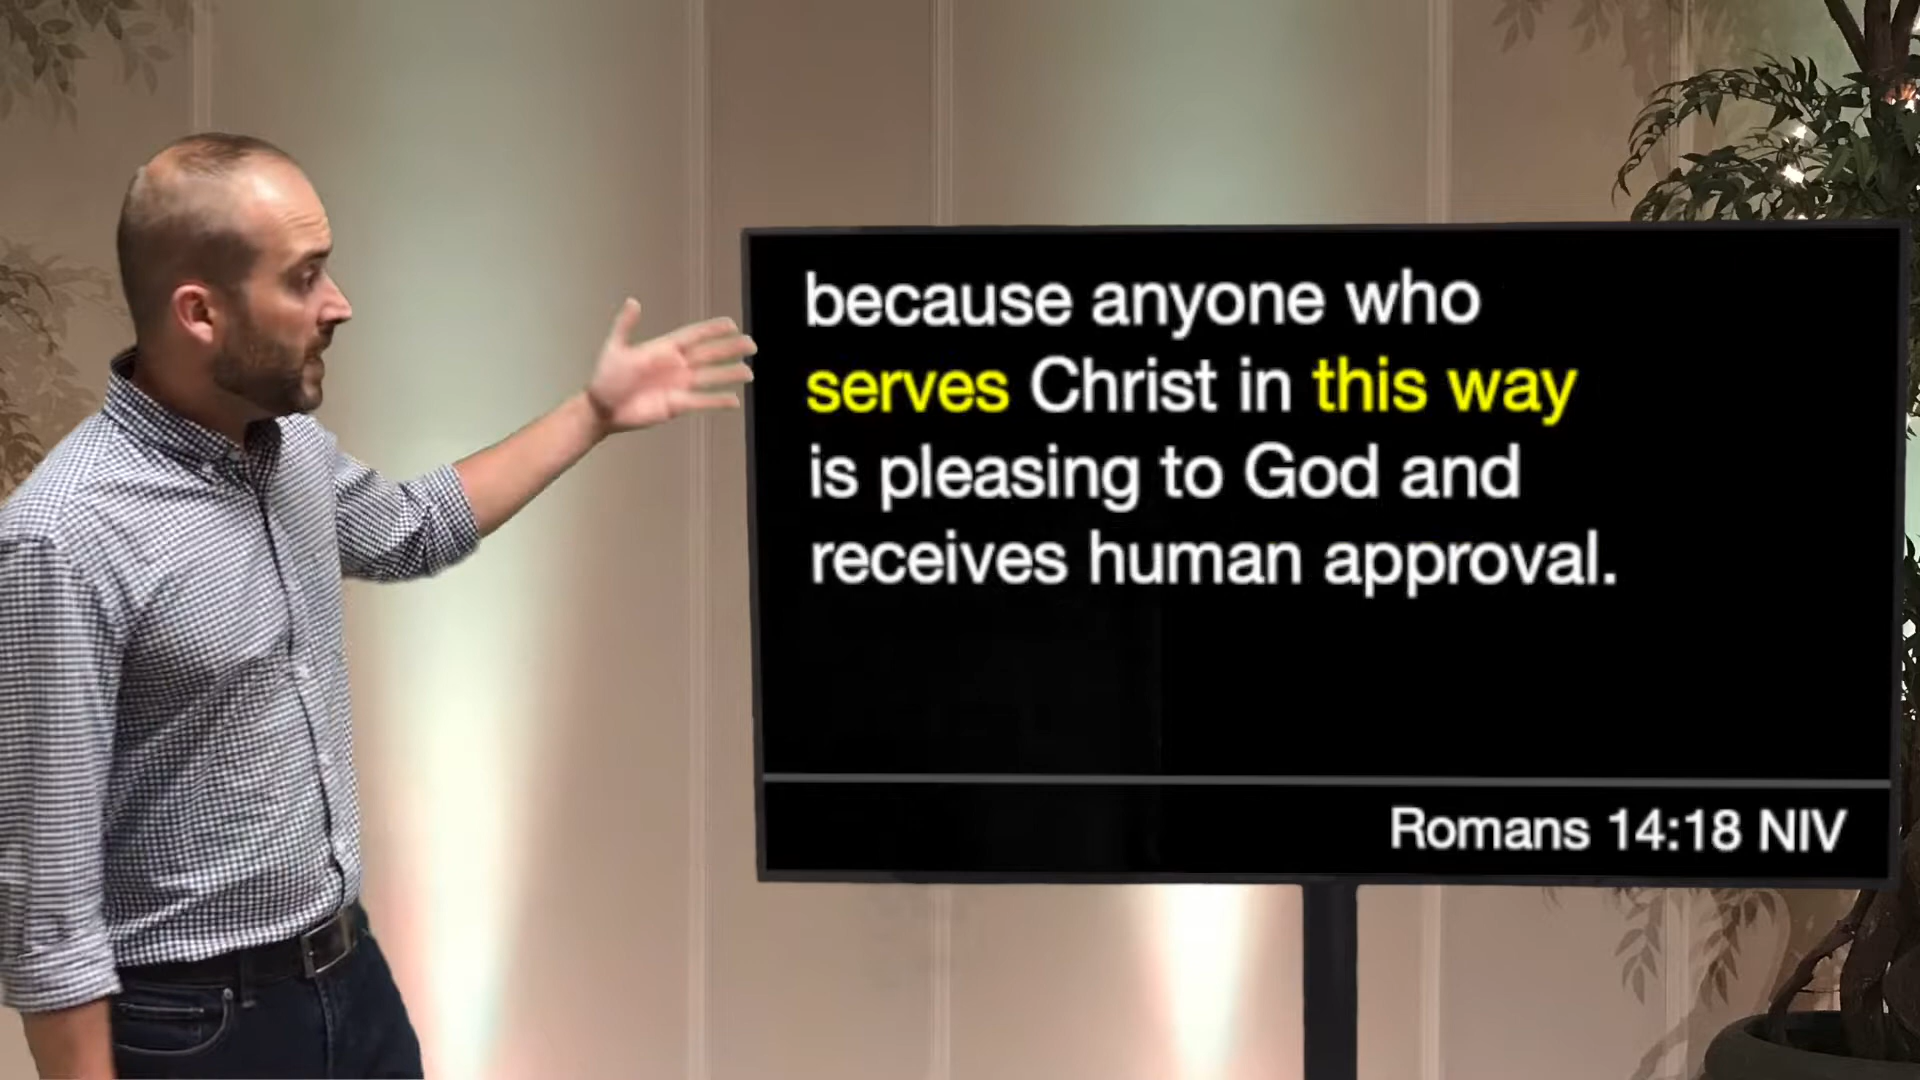 because anyone who
serves Christ in this way
is pleasing to God and
receives human approval.
Romans 14:18 NIV